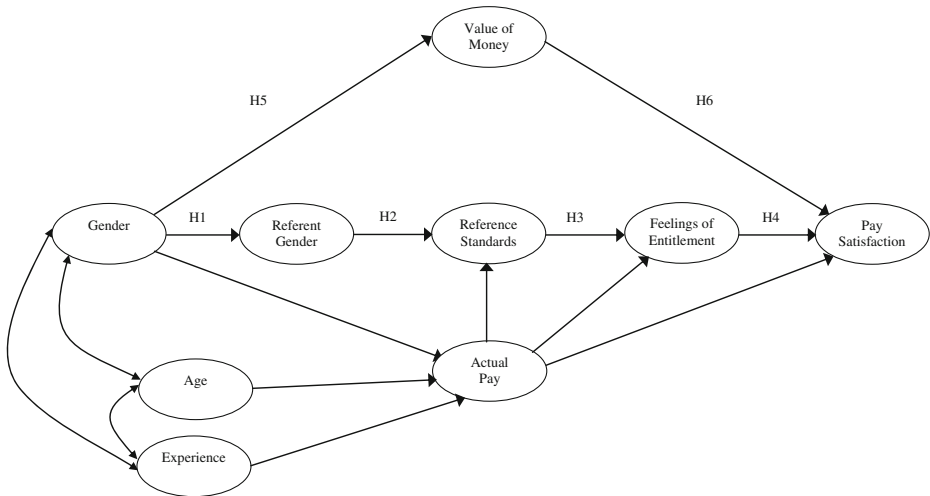 Value of
Money
H5
H6
Gender
H1
Referent
Gender
H2
Reference
Standards
H3
Feelings of
Entitlement
H4
Pay
Satisfaction
Actual
Pay
Age
Experience